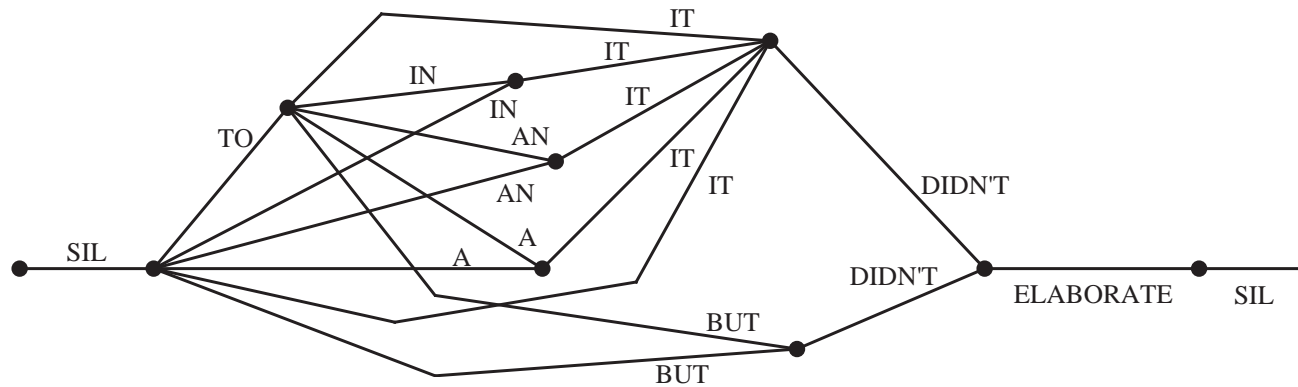 IT
IT
IN
IT
IN
TO
AN
IT
IT
AN
DIDN'T
A
SIL
A
DIDN'T
ELABORATE
SIL
BUT
BUT